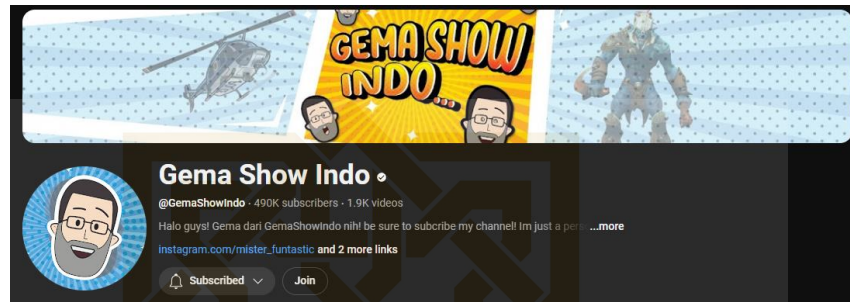 GEMA SHOW
INDO...
Gema Show Indo
@GemaShowIndo · 490K subscribers · 1.9K videos
Halo guys! Gema dari GemaShowIndo nih! be sure to subcribe my channel! Im just a pers ...more
instagram.com/mister_funtastic and 2 more links
Subscribed
Join